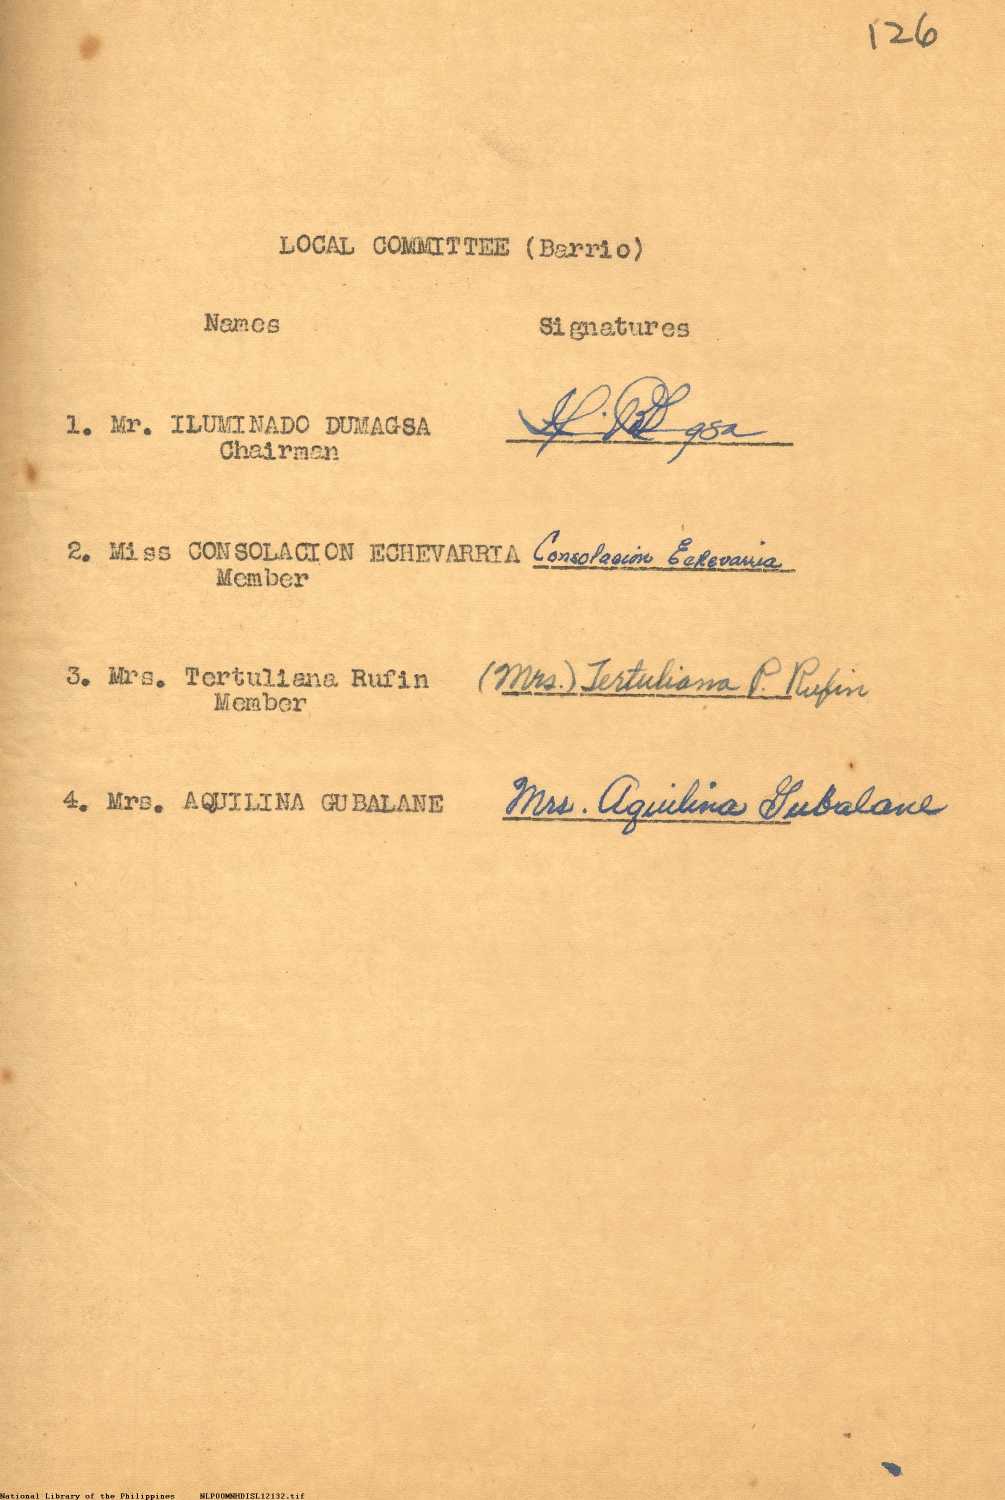 126
LOCAL COMMITTEE (Barrio)
Names Signatures
1. Mr. ILUMINADO DUMAGSA
Chairman
2. Miss CONSOLACION ECHEVARRIA Consolacion Echevarria
Member
3. Mrs. Tertuliana Rufin (Mrs.) Tertuliana P. Rufin
Member
4. Mrs. AQUILINA GUBALANE Mrs. Aquilina Gubalane
National Library of the Philippines NLPOOMNHDISL12132.tif